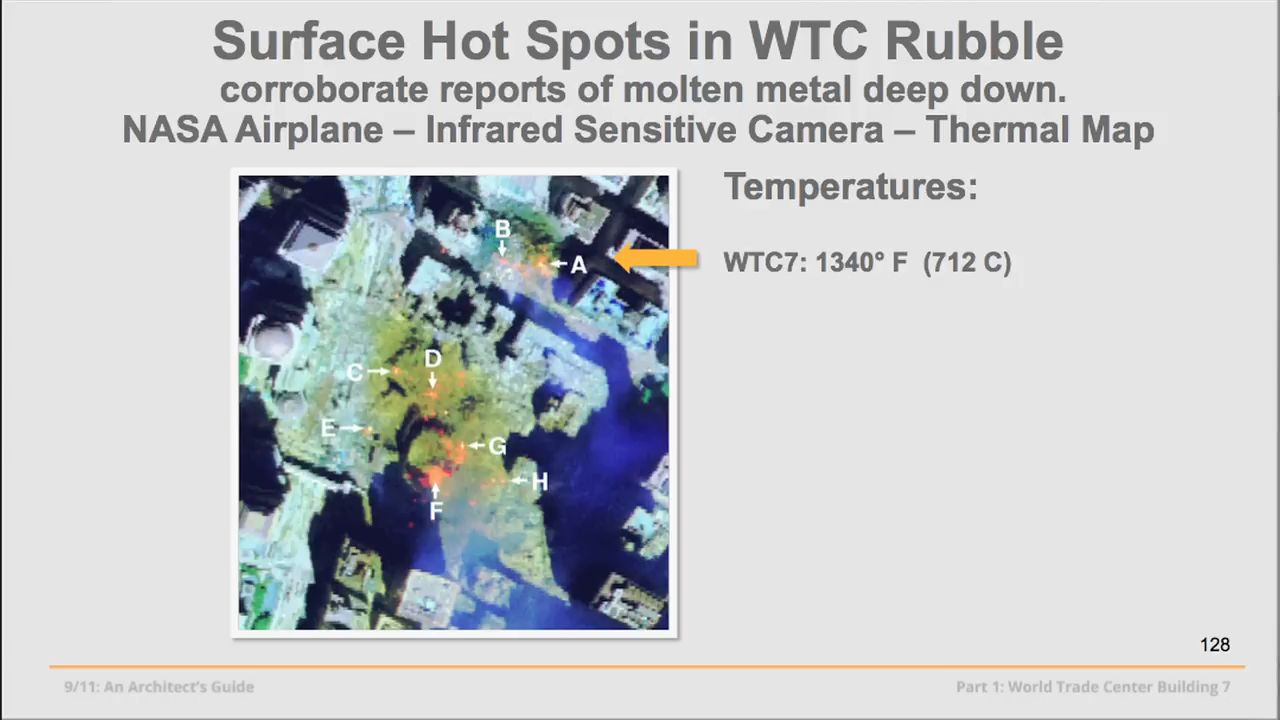 Surface Hot Spots in WTC Rubble
corroborate reports of molten metal deep down.
NASA Airplane – Infrared Sensitive Camera – Thermal Map
Temperatures:
B
A
WTC7: 1340° F (712 C)
D
C
E
G
H
F
128
9/11: An Architect's Guide
Part 1: World Trade Center Building 7